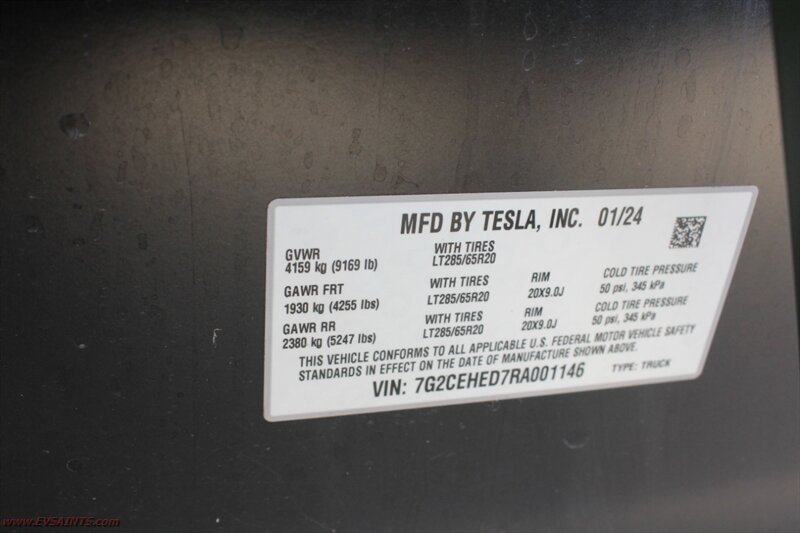 MFD BY TESLA, INC. 01/24
GVWR WITH TIRES
4159 kg (9169 lb) LT285/65R20
GAWR FRT WITH TIRES RIM COLD TIRE PRESSURE
1930 kg (4255 lbs) LT285/65R20 20X9.0J 50 psi, 345 kPa
GAWR RR WITH TIRES RIM COLD TIRE PRESSURE
2380 kg (5247 lbs) LT285/65R20 20X9.0J 50 psi, 345 kPa
THIS VEHICLE CONFORMS TO ALL APPLICABLE U.S. FEDERAL MOTOR VEHICLE SAFETY
STANDARDS IN EFFECT ON THE DATE OF MANUFACTURE SHOWN ABOVE.
VIN: 7G2CEHED7RA001146 TYPE: TRUCK
www.EVSAINTS.com